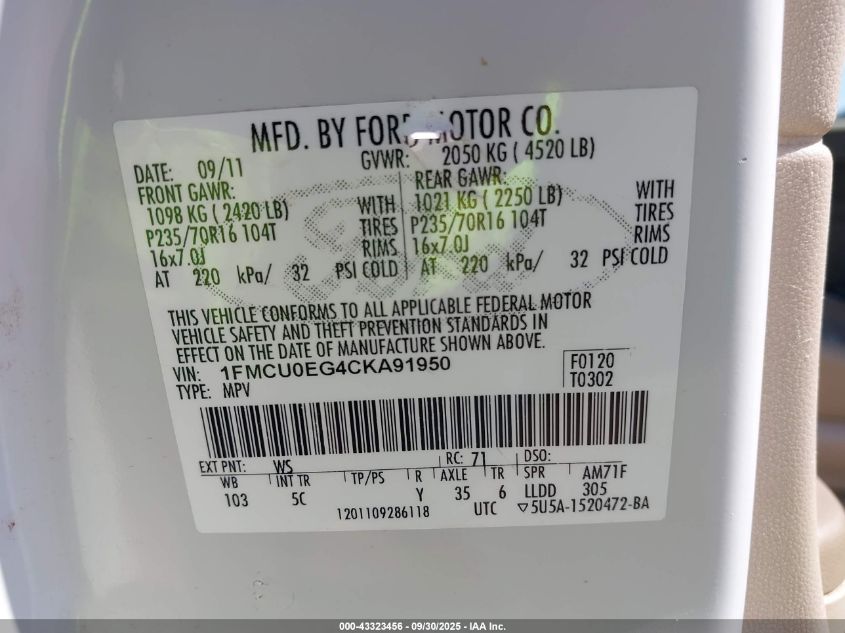 MFD. BY FORD MOTOR CO.
DATE: 09/11 GVWR: 2050 KG ( 4520 LB)
FRONT GAWR: REAR GAWR:
1098 KG ( 2420 LB) WITH 1021 KG ( 2250 LB) WITH
P235/70R16 104T TIRES P235/70R16 104T TIRES
16x7.0J RIMS 16x7.0J RIMS
AT 220 kPa/ 32 PSI COLD AT 220 kPa/ 32 PSI COLD
THIS VEHICLE CONFORMS TO ALL APPLICABLE FEDERAL MOTOR
VEHICLE SAFETY AND THEFT PREVENTION STANDARDS IN
EFFECT ON THE DATE OF MANUFACTURE SHOWN ABOVE.
VIN: 1FMCU0EG4CKA91950 F0120
TYPE: MPV T0302
EXT PNT: WS RC: 71 DSO:
WB INT TR TP/PS R AXLE TR SPR AM71F
103 5C Y 35 6 LLDD 305
1201109286118 UTC ▽5U5A-1520472-BA
000-43323456 - 09/30/2025 - IAA Inc.